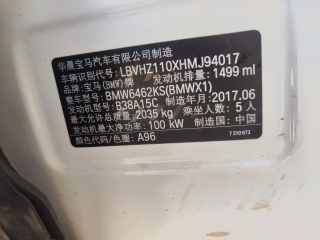 华晨宝马汽车有限公司制造
车辆识别代号: LBVHZ110XHMJ94017
品牌: 宝马(BMW)牌 发动机排量: 1499 ml
整车型号: BMW6462KS(BMWX1)
发动机型号: B38A15C 制造年月: 2017.06
最大允许总质量: 2035 kg 乘坐人数: 5 人
发动机最大净功率: 100 kW 制造国: 中国
颜色代码/色号: A96
7310673